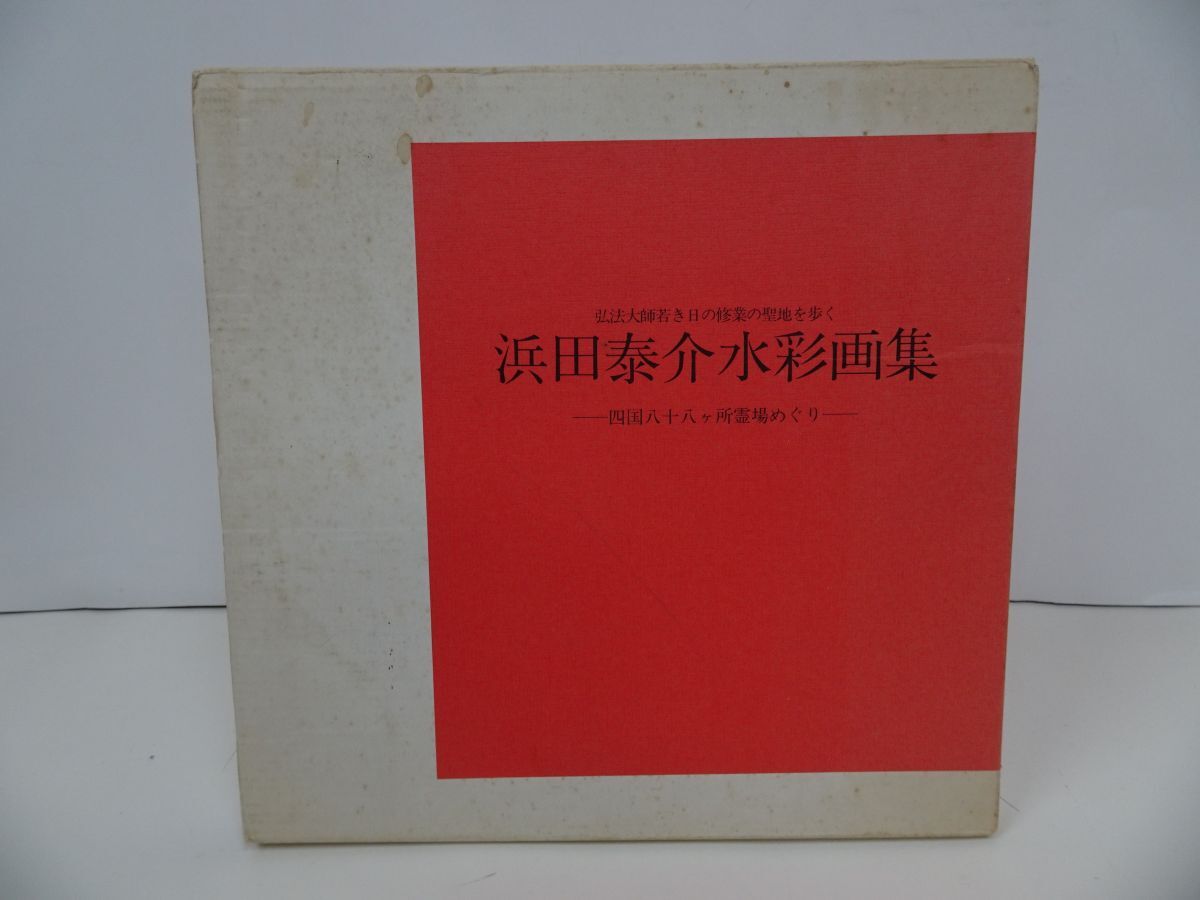 弘法大師若き日の修業の聖地を歩く
浜田泰介水彩画集
——四国八十八ヶ所霊場めぐり——